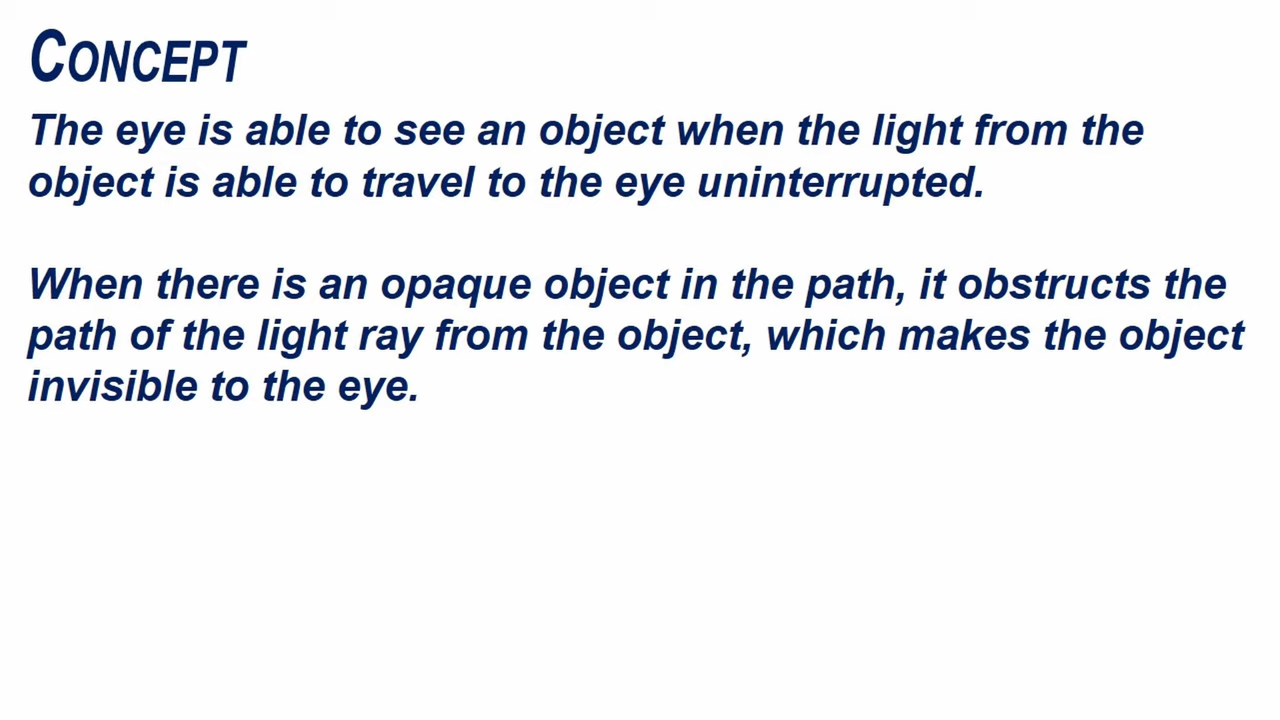 CONCEPT
The eye is able to see an object when the light from the
object is able to travel to the eye uninterrupted.
When there is an opaque object in the path, it obstructs the
path of the light ray from the object, which makes the object
invisible to the eye.